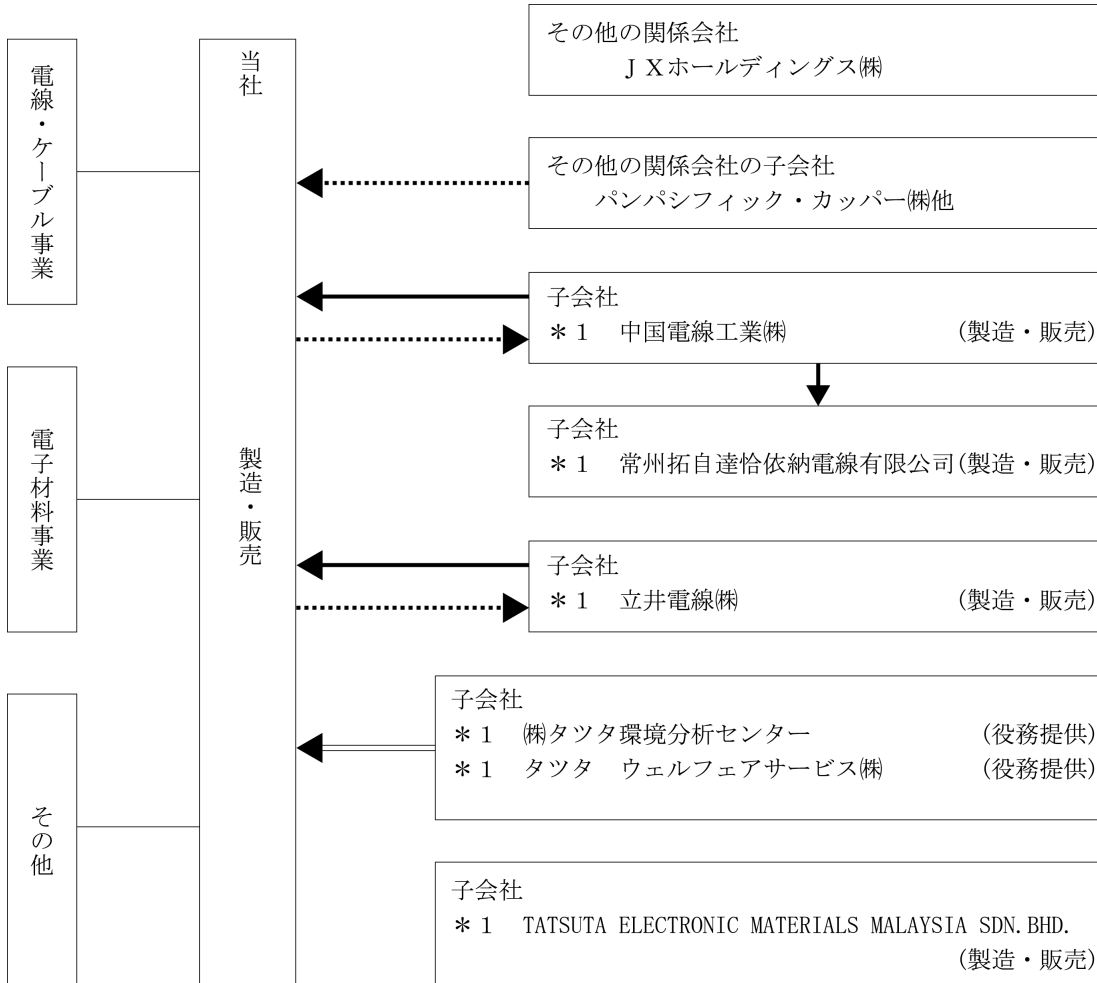 電線・ケーブル事業
電子材料事業
その他
当社
製造・販売
その他の関係会社
ＪＸホールディングス㈱
その他の関係会社の子会社
パンパシフィック・カッパー㈱他
子会社
＊１ 中国電線工業㈱ (製造・販売)
子会社
＊１ 常州拓自達恰依納電線有限公司(製造・販売)
子会社
＊１ 立井電線㈱ (製造・販売)
子会社
＊１ ㈱タツタ環境分析センター (役務提供)
＊１ タツタ　ウェルフェアサービス㈱ (役務提供)
子会社
＊１ TATSUTA ELECTRONIC MATERIALS MALAYSIA SDN.BHD.
(製造・販売)